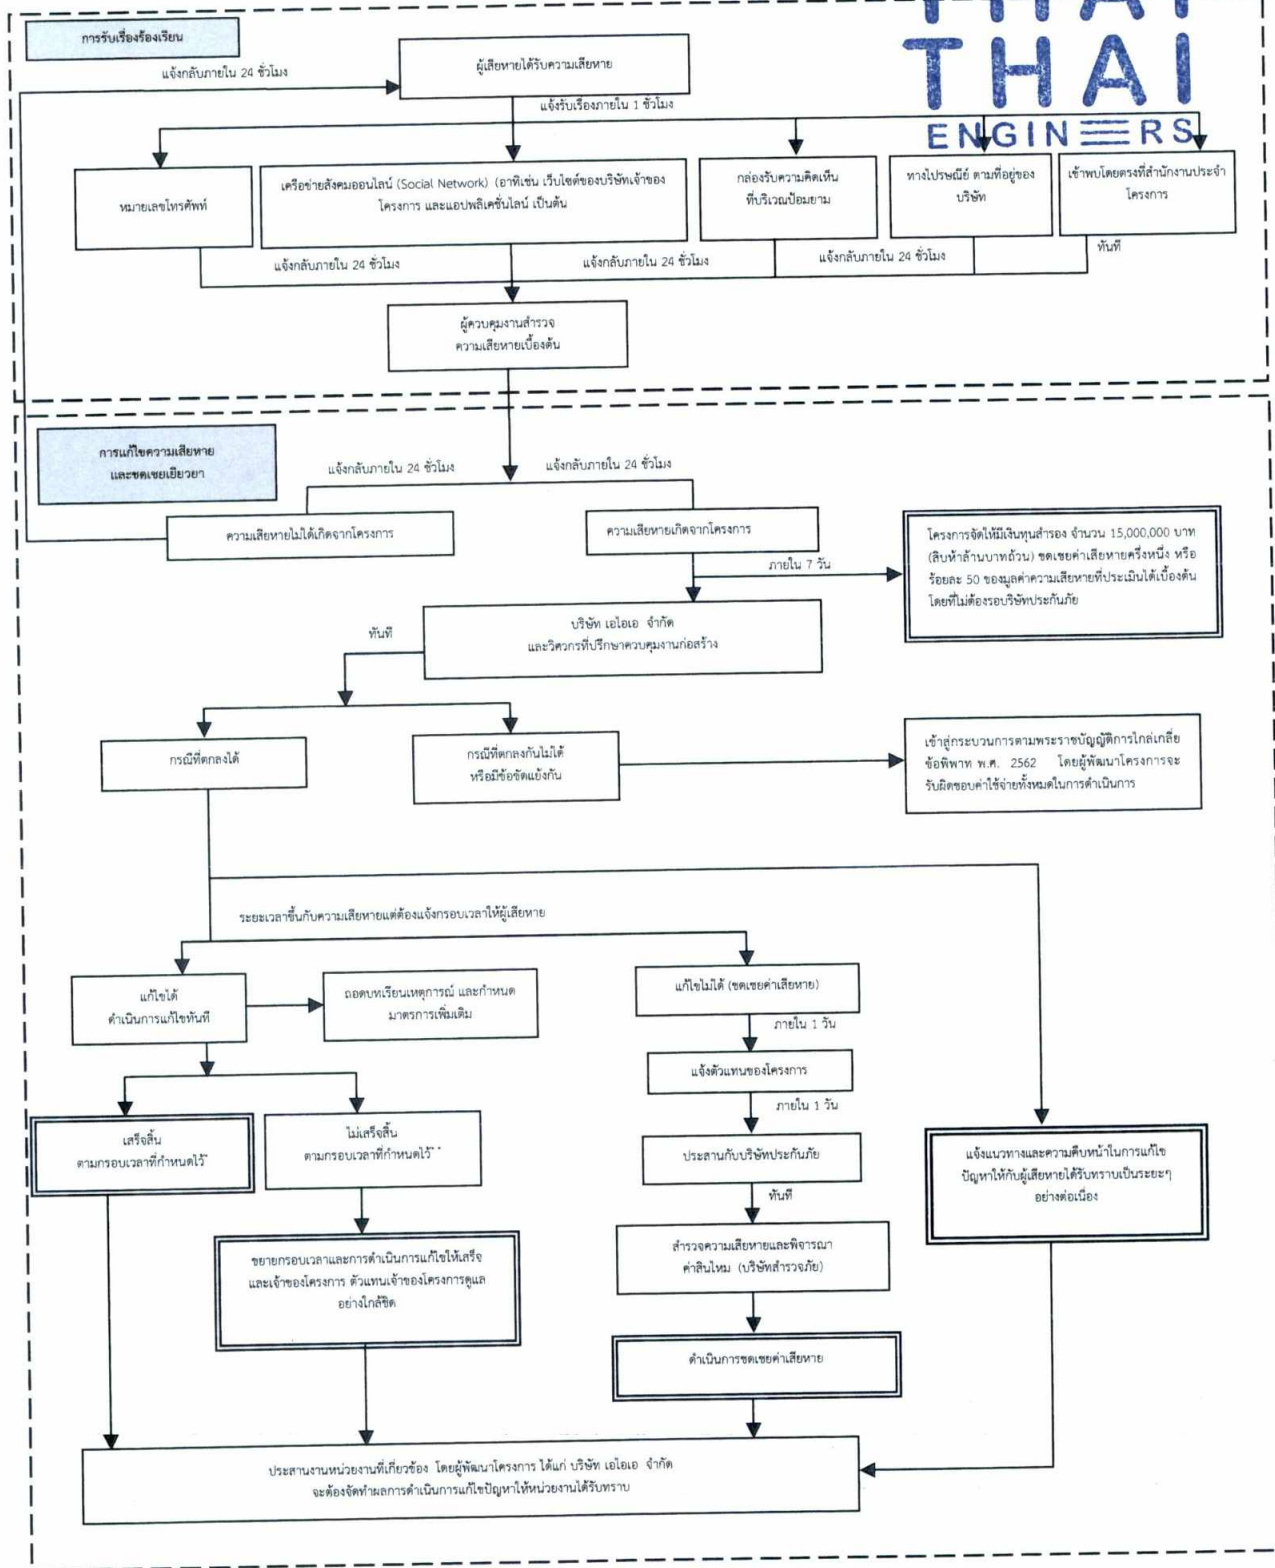 THAI
THAI
ENGINEERS
การรับเรื่องร้องเรียน
ผู้เสียหายได้รับความเสียหาย
แจ้งกลับภายใน 24 ชั่วโมง
แจ้งรับเรื่องภายใน 1 ชั่วโมง
หมายเลขโทรศัพท์
เครือข่ายสังคมออนไลน์ (Social Network) (อาทิเช่น เว็บไซต์ของบริษัทเจ้าของ
โครงการ และแอปพลิเคชั่นไลน์ เป็นต้น
กล่องรับความคิดเห็น
ที่บริเวณป้อมยาม
ทางไปรษณีย์ ตามที่อยู่ของ
บริษัท
เข้าพบโดยตรงที่สำนักงานประจำ
โครงการ
แจ้งกลับภายใน 24 ชั่วโมง
แจ้งกลับภายใน 24 ชั่วโมง
แจ้งกลับภายใน 24 ชั่วโมง
ทันที
ผู้ควบคุมงานสำรวจ
ความเสียหายเบื้องต้น
การแก้ไขความเสียหาย
และชดเชยเยียวยา
แจ้งกลับภายใน 24 ชั่วโมง
แจ้งกลับภายใน 24 ชั่วโมง
ความเสียหายไม่ได้เกิดจากโครงการ
ความเสียหายเกิดจากโครงการ
ภายใน 7 วัน
โครงการจัดให้มีเงินทุนสำรอง จำนวน 15,000,000 บาท
(สิบห้าล้านบาทถ้วน) ชดเชยค่าเสียหายครึ่งหนึ่ง หรือ
ร้อยละ 50 ของมูลค่าความเสียหายที่ประเมินได้เบื้องต้น
โดยที่ไม่ต้องรอบริษัทประกันภัย
บริษัท เอไอเอ จำกัด
และวิศวกรที่ปรึกษาควบคุมงานก่อสร้าง
ทันที
กรณีที่ตกลงได้
กรณีที่ตกลงกันไม่ได้
หรือมีข้อขัดแย้งกัน
เข้าสู่กระบวนการตามพระราชบัญญัติการไกล่เกลี่ย
ข้อพิพาท พ.ศ. 2562 โดยผู้พัฒนาโครงการจะ
รับผิดชอบค่าใช้จ่ายทั้งหมดในการดำเนินการ
ระยะเวลาขึ้นกับความเสียหายแต่ต้องแจ้งกรอบเวลาให้ผู้เสียหาย
แก้ไขได้
ดำเนินการแก้ไขทันที
ถอดบทเรียนเหตุการณ์ และกำหนด
มาตรการเพิ่มเติม
แก้ไขไม่ได้ (ชดเชยค่าเสียหาย)
ภายใน 1 วัน
แจ้งตัวแทนของโครงการ
ภายใน 1 วัน
เสร็จสิ้น
ตามกรอบเวลาที่กำหนดไว้**
ไม่เสร็จสิ้น
ตามกรอบเวลาที่กำหนดไว้**
ประสานกับบริษัทประกันภัย
ทันที
แจ้งแนวทางและความคืบหน้าในการแก้ไข
ปัญหาให้กับผู้เสียหายได้รับทราบเป็นระยะๆ
อย่างต่อเนื่อง
ขยายกรอบเวลาและการดำเนินการแก้ไขให้เสร็จ
และเจ้าของโครงการ ตัวแทนเจ้าของโครงการดูแล
อย่างใกล้ชิด
สำรวจความเสียหายและพิจารณา
ค่าสินไหม (บริษัทสำรวจภัย)
ดำเนินการชดเชยค่าเสียหาย
ประสานงานหน่วยงานที่เกี่ยวข้อง โดยผู้พัฒนาโครงการ ได้แก่ บริษัท เอไอเอ จำกัด
จะต้องจัดทำผลการดำเนินการแก้ไขปัญหาให้หน่วยงานได้รับทราบ